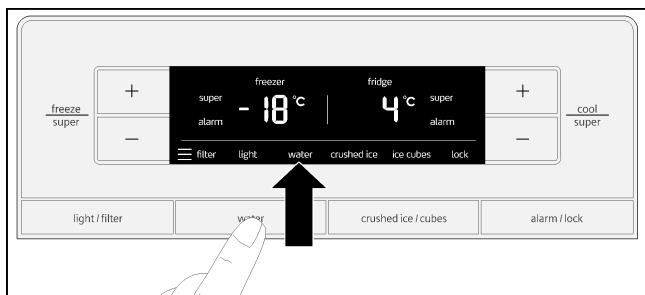 freezer fridge
super -18 °C 4 °C super
alarm alarm
filter light water crushed ice ice cubes lock
freeze
super
+
−
+
−
cool
super
light / filter water crushed ice / cubes alarm / lock